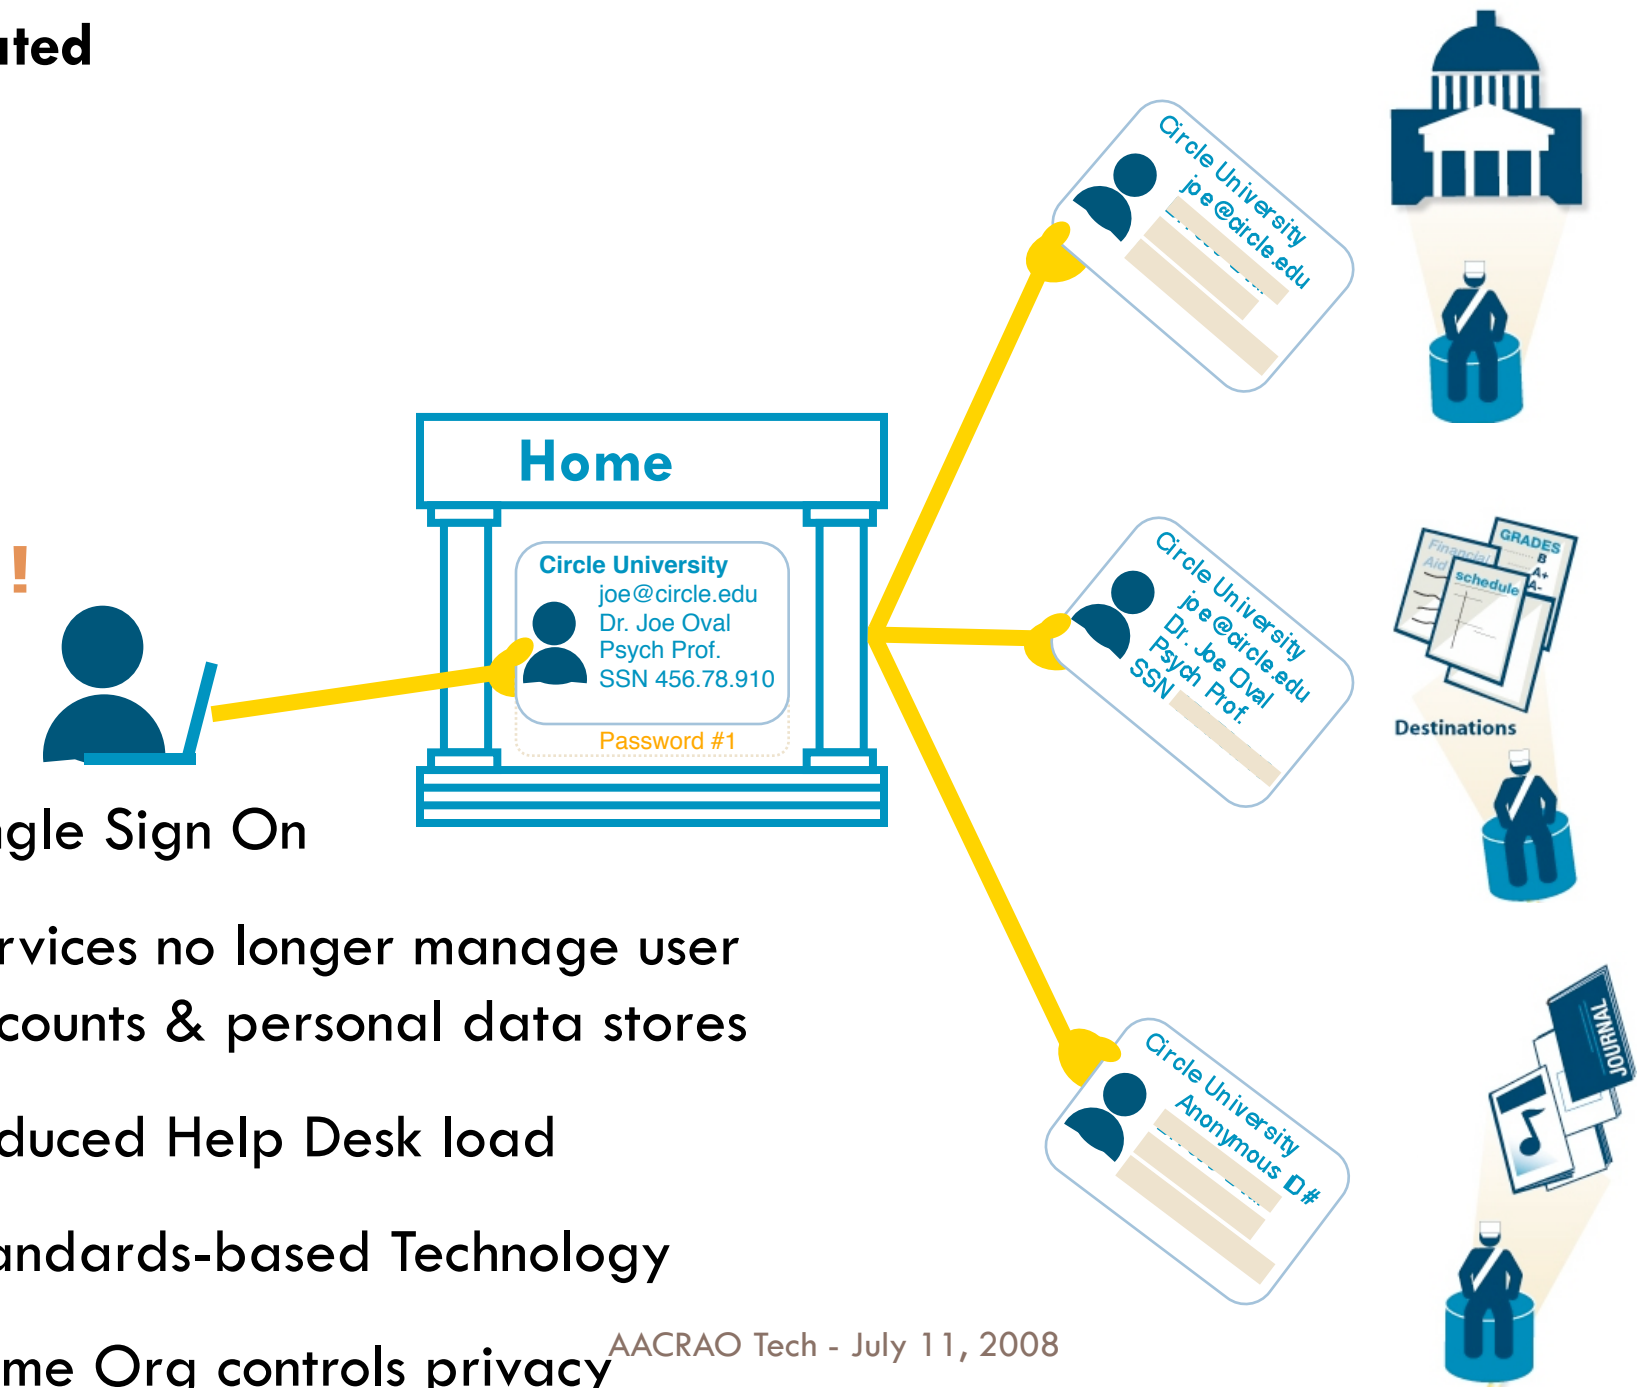 ated
Home
!
Circle University
joe@circle.edu
Dr. Joe Oval
Psych Prof.
SSN 456.78.910
Password #1
Circle University
joe@circle.edu
Circle University
joe@circle.edu
Dr. Joe Oval
Psych Prof.
SSN
Circle University
Anonymous ID#
Financial
Aid
GRADES
B
A+
A-
schedule
Destinations
JOURNAL
ngle Sign On
rvices no longer manage user
counts & personal data stores
duced Help Desk load
andards-based Technology
me Org controls privacy
AACRAO Tech - July 11, 2008